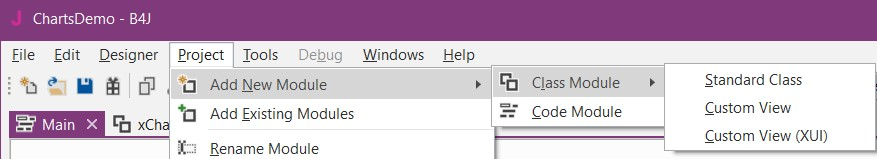 J ChartsDemo - B4J
File Edit Designer Project Tools Debug Windows Help
Add New Module
Class Module
Standard Class
Main × xCha
Add Existing Modules
Code Module
Custom View
Rename Module
Custom View (XUI)